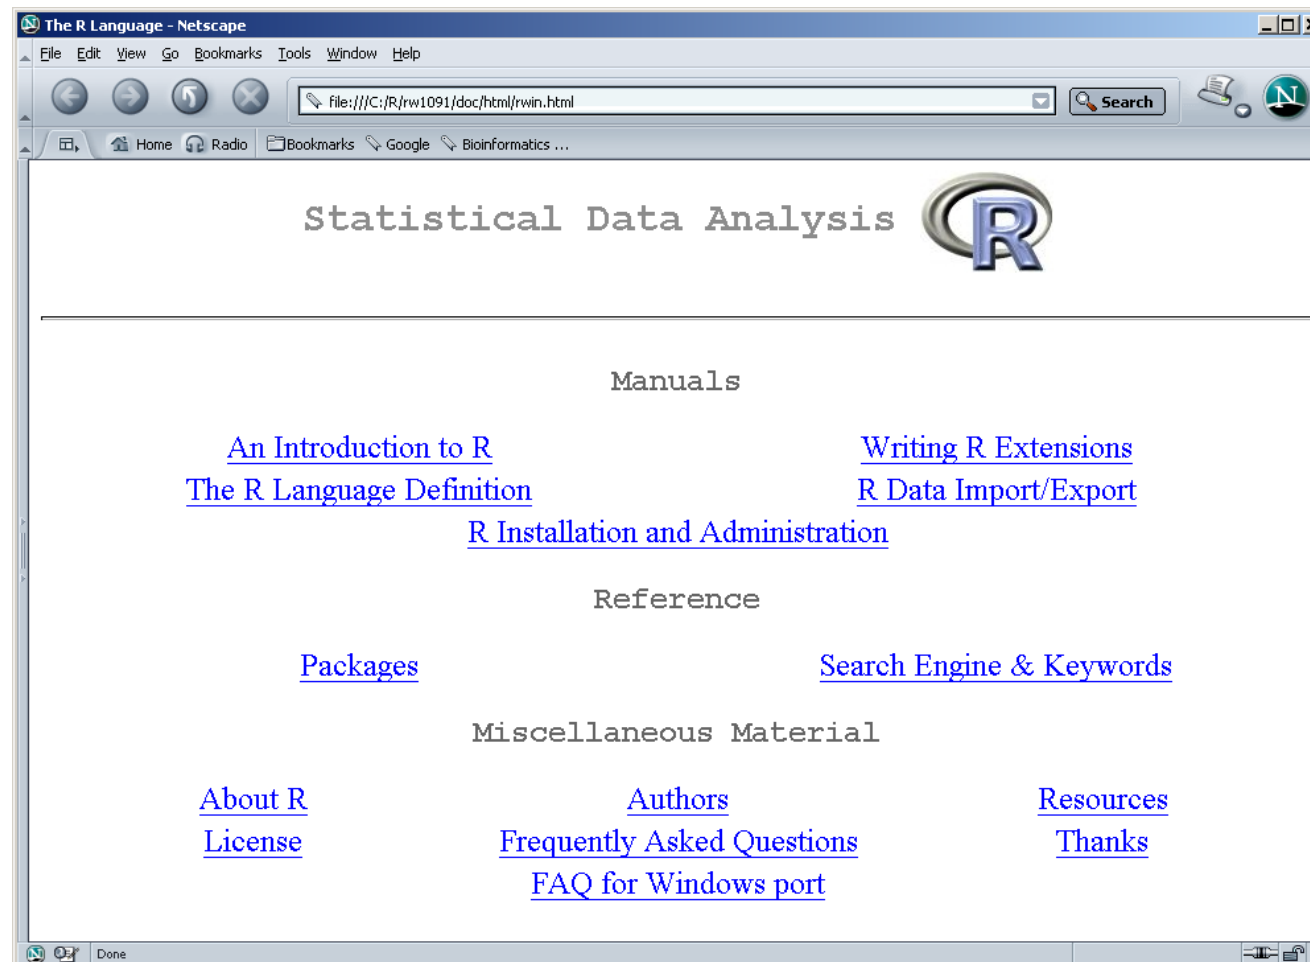 The R Language - Netscape
File Edit View Go Bookmarks Tools Window Help
file:///C:/R/rw1091/doc/html/rwin.html Search N
Home Radio Bookmarks Google Bioinformatics ...
Statistical Data Analysis R
Manuals
An Introduction to R Writing R Extensions
The R Language Definition R Data Import/Export
R Installation and Administration
Reference
Packages Search Engine & Keywords
Miscellaneous Material
About R Authors Resources
License Frequently Asked Questions Thanks
FAQ for Windows port
Done